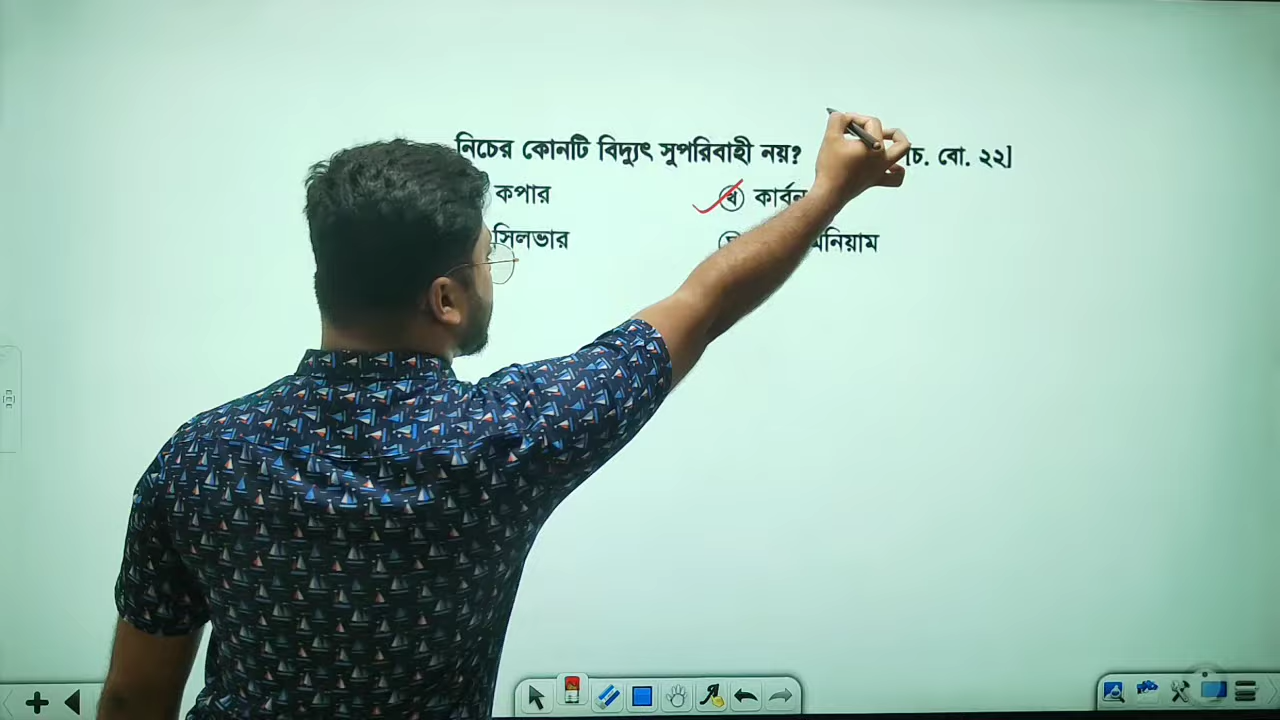 নিচের কোনটি বিদ্যুৎ সুপরিবাহী নয়? চ. বো. ২২]
কপার খ কার্বন
সিলভার